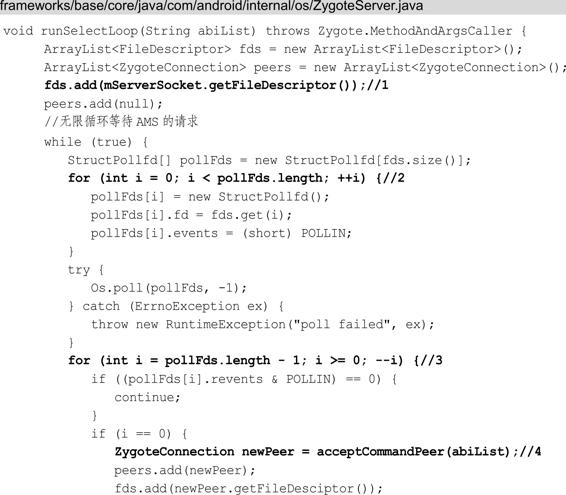 frameworks/base/core/java/com/android/internal/os/ZygoteServer.java
void runSelectLoop(String abiList) throws Zygote.MethodAndArgsCaller {
ArrayList<FileDescriptor> fds = new ArrayList<FileDescriptor>();
ArrayList<ZygoteConnection> peers = new ArrayList<ZygoteConnection>();
fds.add(mServerSocket.getFileDescriptor());//1
peers.add(null);
//无限循环等待 AMS 的请求
while (true) {
StructPollfd[] pollFds = new StructPollfd[fds.size()];
for (int i = 0; i < pollFds.length; ++i) {//2
pollFds[i] = new StructPollfd();
pollFds[i].fd = fds.get(i);
pollFds[i].events = (short) POLLIN;
}
try {
Os.poll(pollFds, -1);
} catch (ErrnoException ex) {
throw new RuntimeException("poll failed", ex);
}
for (int i = pollFds.length - 1; i >= 0; --i) {//3
if ((pollFds[i].revents & POLLIN) == 0) {
continue;
}
if (i == 0) {
ZygoteConnection newPeer = acceptCommandPeer(abiList);//4
peers.add(newPeer);
fds.add(newPeer.getFileDesciptor());